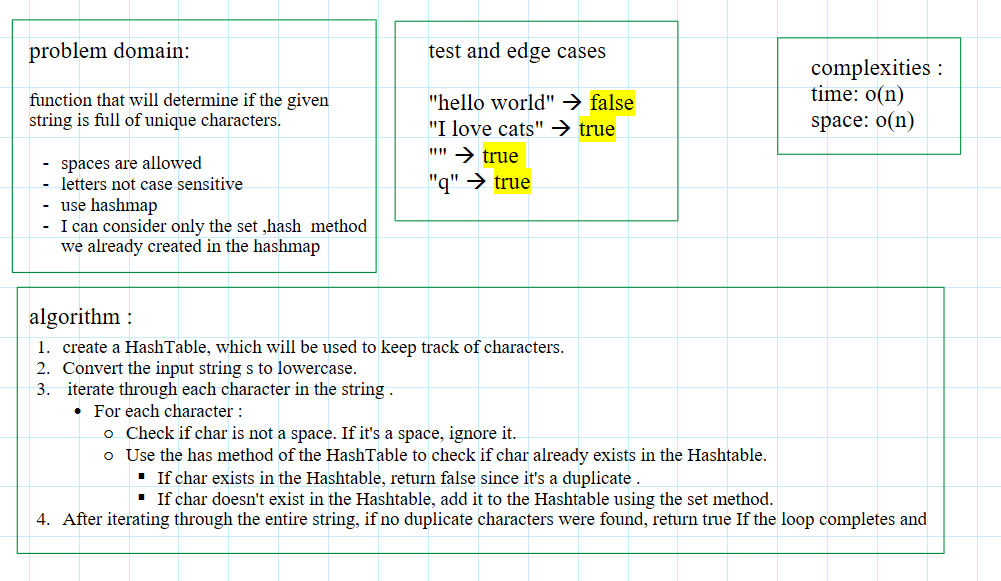 problem domain:
function that will determine if the given
string is full of unique characters.
- spaces are allowed
- letters not case sensitive
- use hashmap
- I can consider only the set ,hash method
we already created in the hashmap
test and edge cases
"hello world" → false
"I love cats" → true
"" → true
"q" → true
complexities :
time: o(n)
space: o(n)
algorithm :
1. create a HashTable, which will be used to keep track of characters.
2. Convert the input string s to lowercase.
3. iterate through each character in the string .
• For each character :
o Check if char is not a space. If it's a space, ignore it.
o Use the has method of the HashTable to check if char already exists in the Hashtable.
▪ If char exists in the Hashtable, return false since it's a duplicate .
▪ If char doesn't exist in the Hashtable, add it to the Hashtable using the set method.
4. After iterating through the entire string, if no duplicate characters were found, return true If the loop completes and